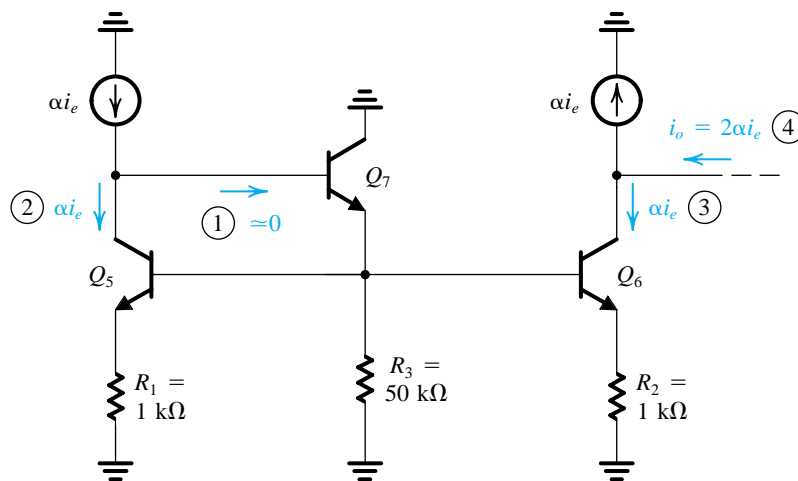 αi_e
αi_e
i_o = 2αi_e 4
Q_7
2 αi_e
1 ≃0
αi_e 3
Q_5
Q_6
R_1 =
1 kΩ
R_3 =
50 kΩ
R_2 =
1 kΩ